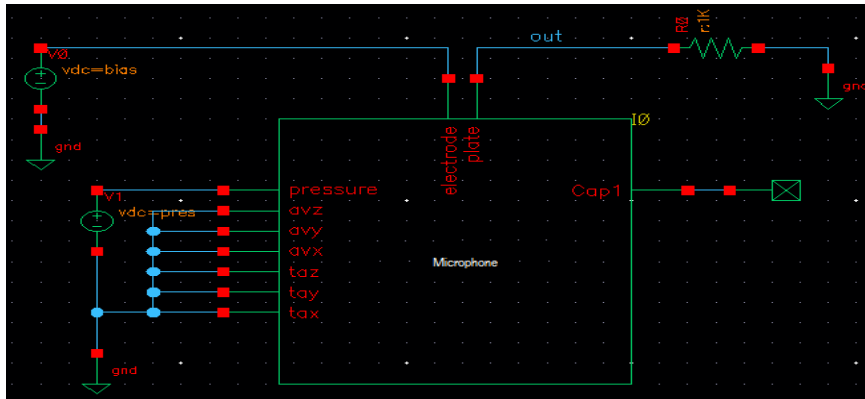 V0
vdc=bias
gnd
out
R0
r:1K
gnd
I0
electrode
plate
V1
vdc=pres
gnd
pressure
avz
avy
avx
taz
tay
tax
Cap1
Microphone